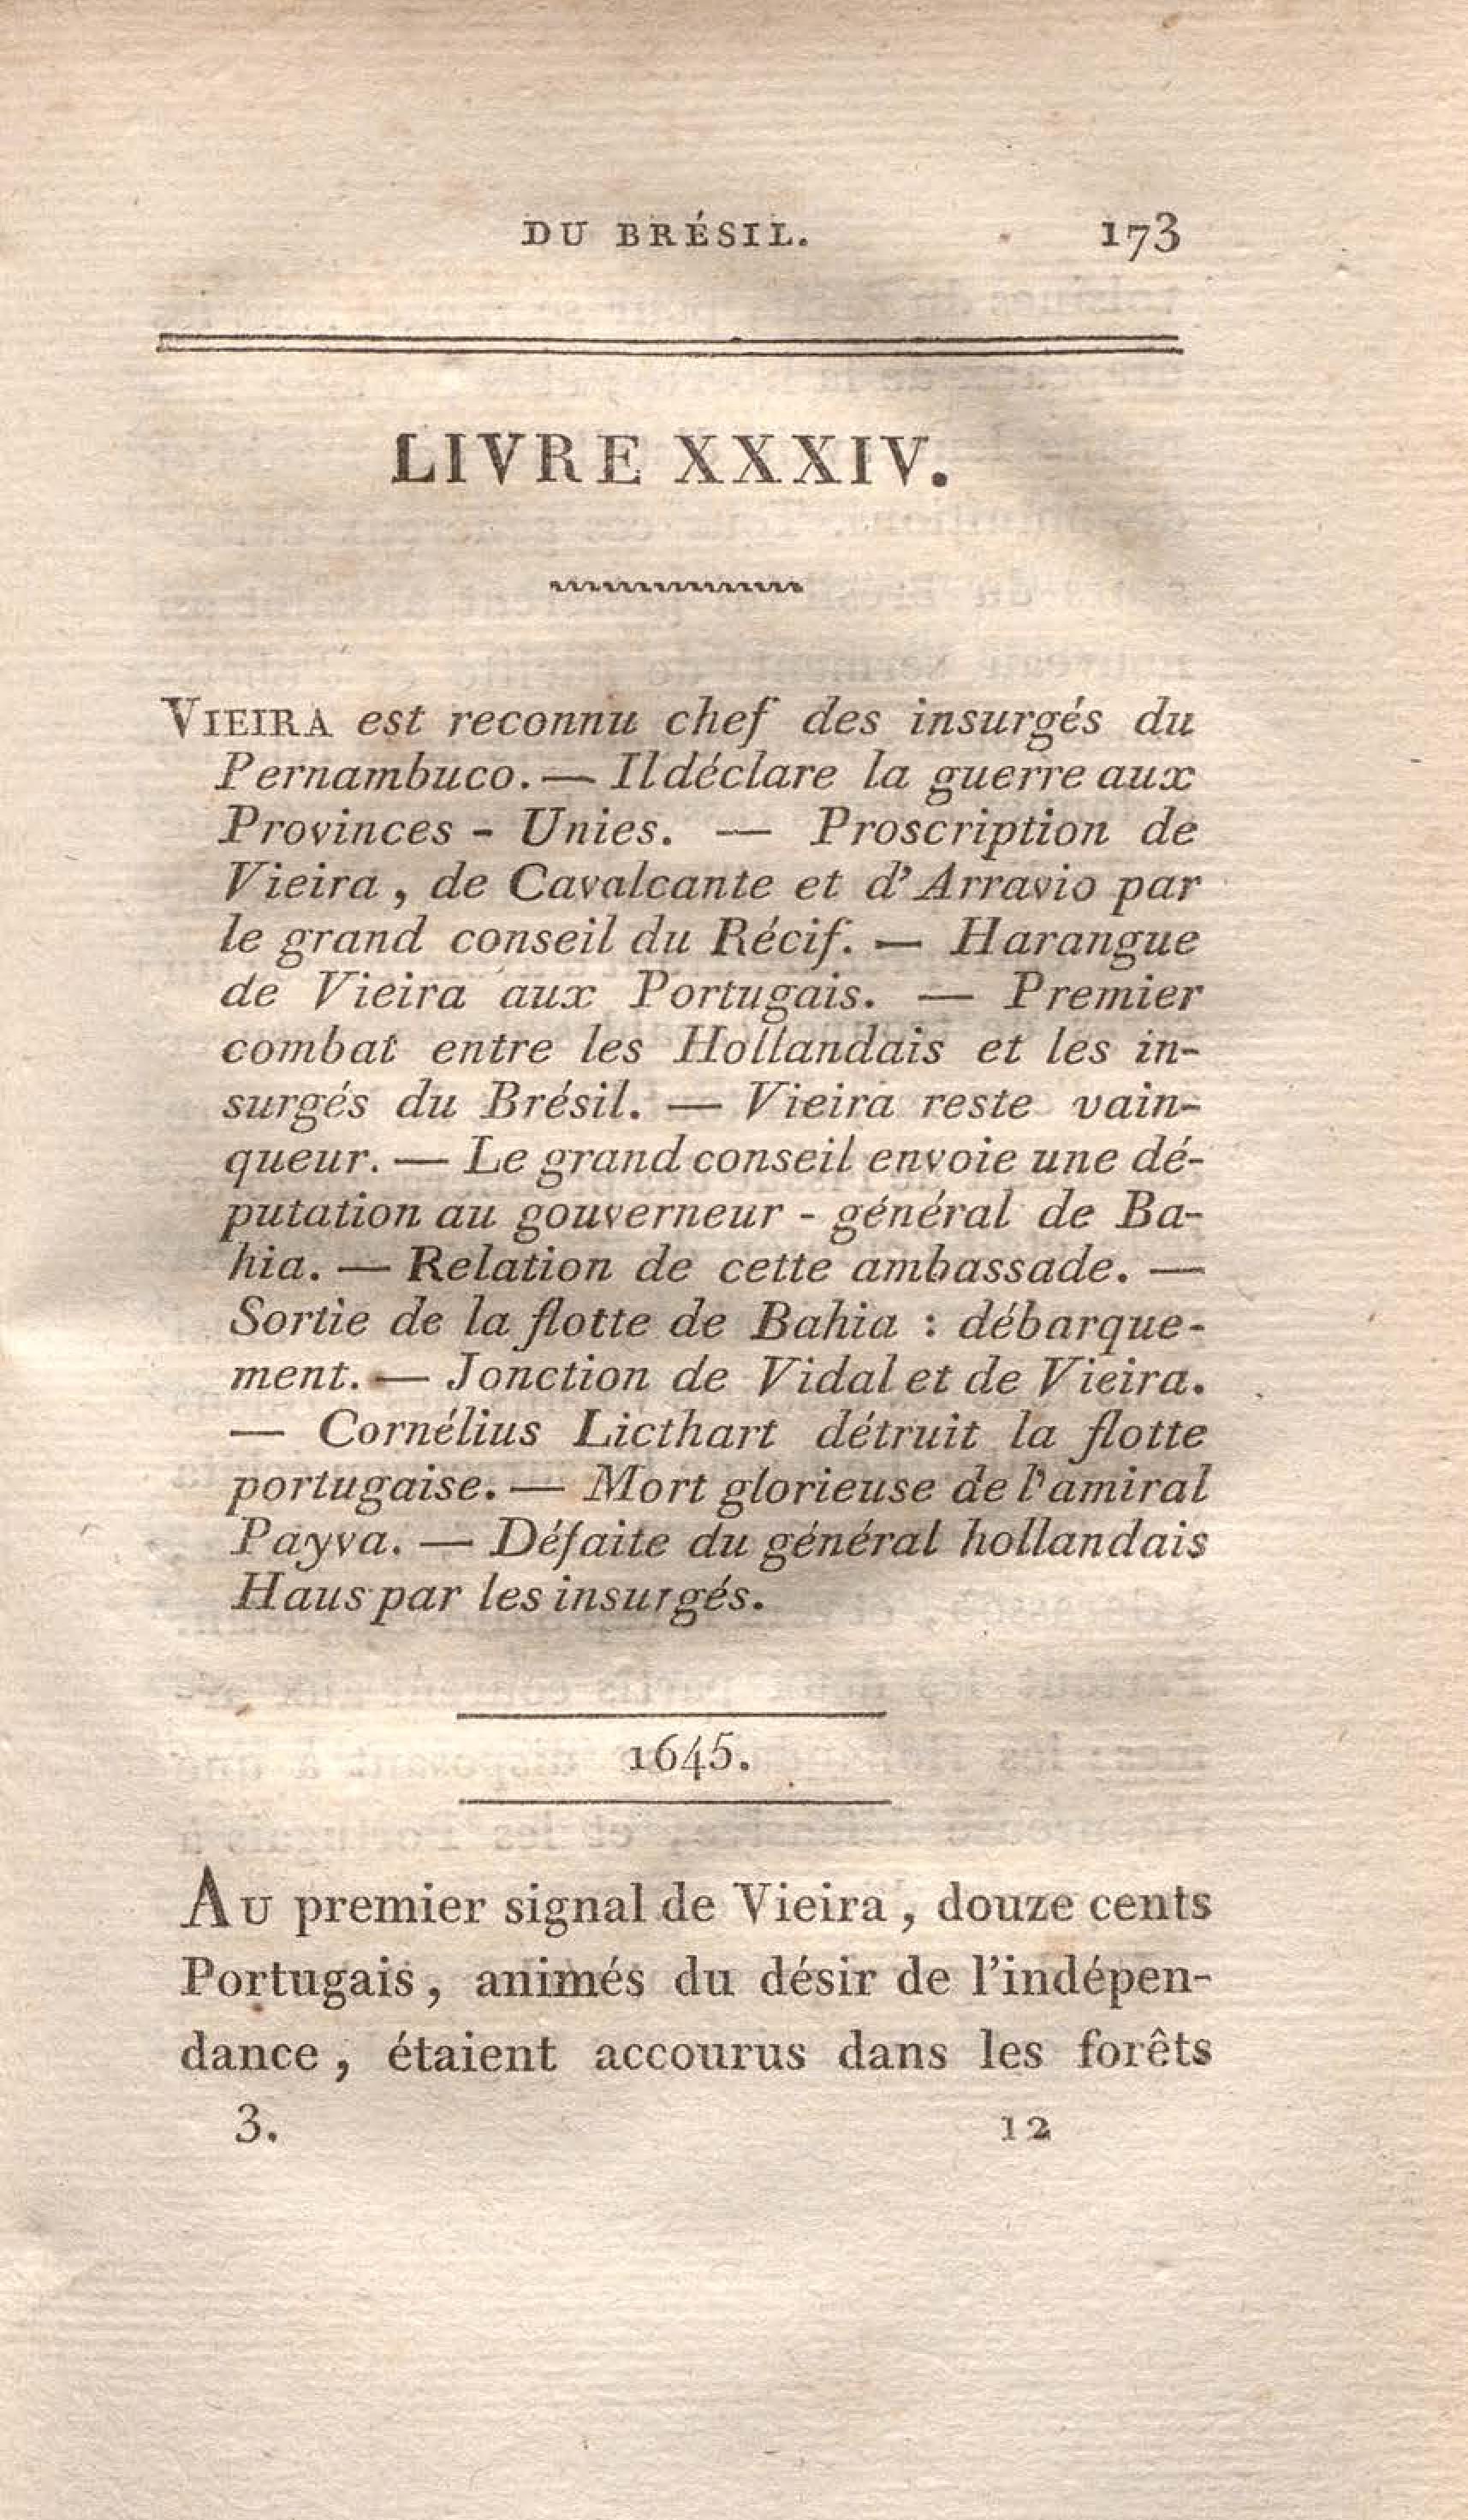 DU BRÉSIL. 173
LIVRE XXXIV.
VIEIRA est reconnu chef des insurgés du
Pernambuco. — Il déclare la guerre aux
Provinces - Unies. — Proscription de
Vieira, de Cavalcante et d'Arravio par
le grand conseil du Récif. — Harangue
de Vieira aux Portugais. — Premier
combat entre les Hollandais et les in-
surgés du Brésil. — Vieira reste vain-
queur. — Le grand conseil envoie une dé-
putation au gouverneur - général de Ba-
hia. — Relation de cette ambassade. —
Sortie de la flotte de Bahia : débarque-
ment. — Jonction de Vidal et de Vieira.
— Cornélius Licthart détruit la flotte
portugaise. — Mort glorieuse de l'amiral
Payva. — Défaite du général hollandais
Haus par les insurgés.
1645.
AU premier signal de Vieira, douze cents
Portugais, animés du désir de l'indépen-
dance, étaient accourus dans les forêts
3. 12